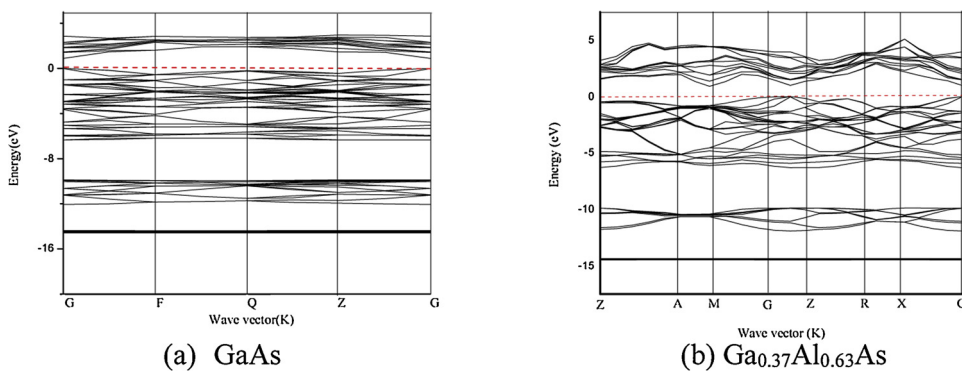 0
-8
-16
Energy(eV)
G F Q Z G
Wave vector(K)
(a) GaAs
5
0
-5
-10
-15
Energy (eV)
Z A M G Z R X
Wave vector (K)
(b) Ga0.37Al0.63As